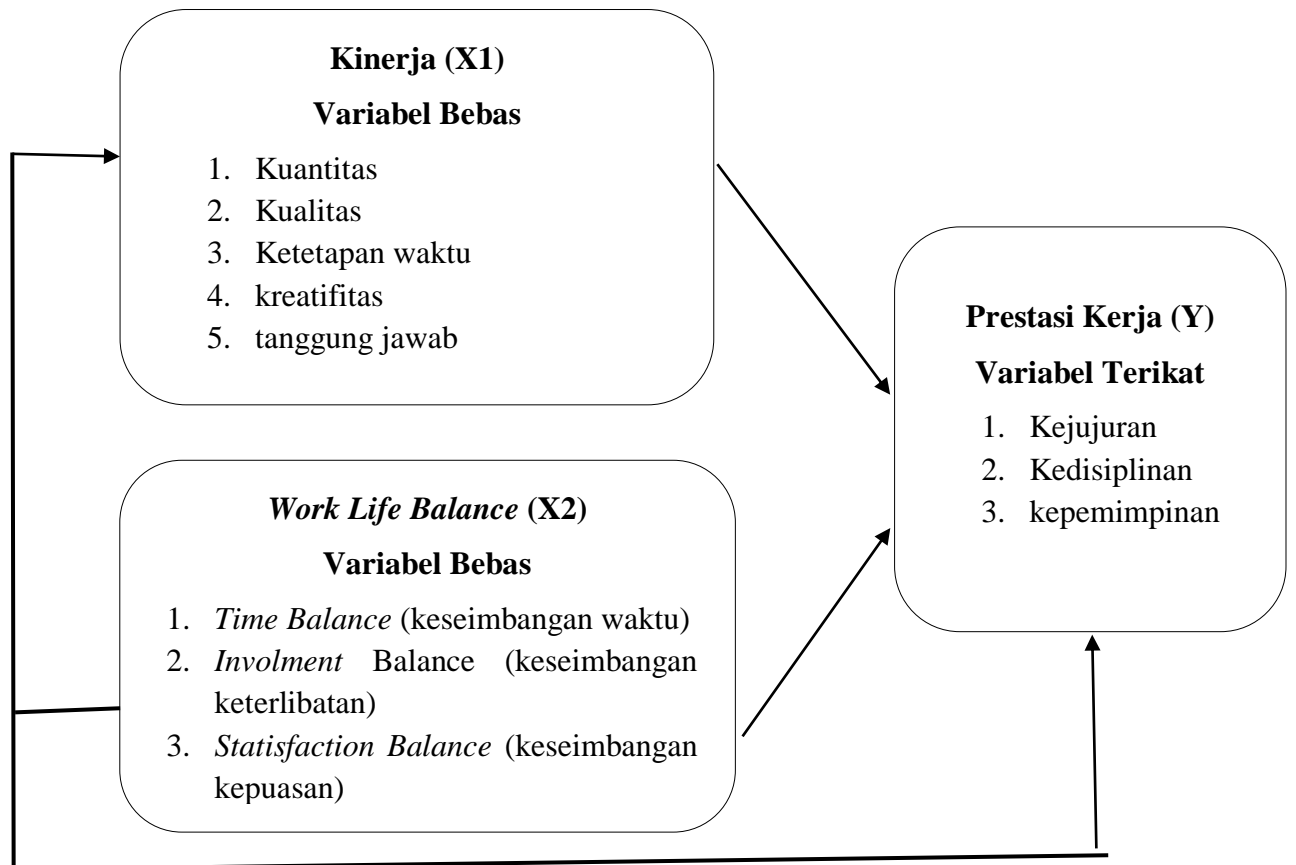 Kinerja (X1)
Variabel Bebas
1. Kuantitas
2. Kualitas
3. Ketetapan waktu
4. kreatifitas
5. tanggung jawab
Work Life Balance (X2)
Variabel Bebas
1. Time Balance (keseimbangan waktu)
2. Involment Balance (keseimbangan
keterlibatan)
3. Statisfaction Balance (keseimbangan
kepuasan)
Prestasi Kerja (Y)
Variabel Terikat
1. Kejujuran
2. Kedisiplinan
3. kepemimpinan